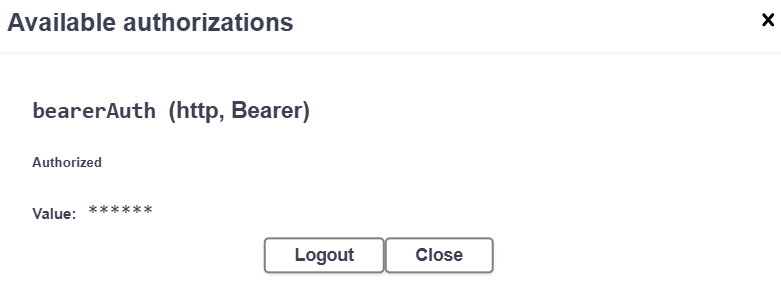 Available authorizations
bearerAuth (http, Bearer)
Authorized
Value: ******
Logout Close